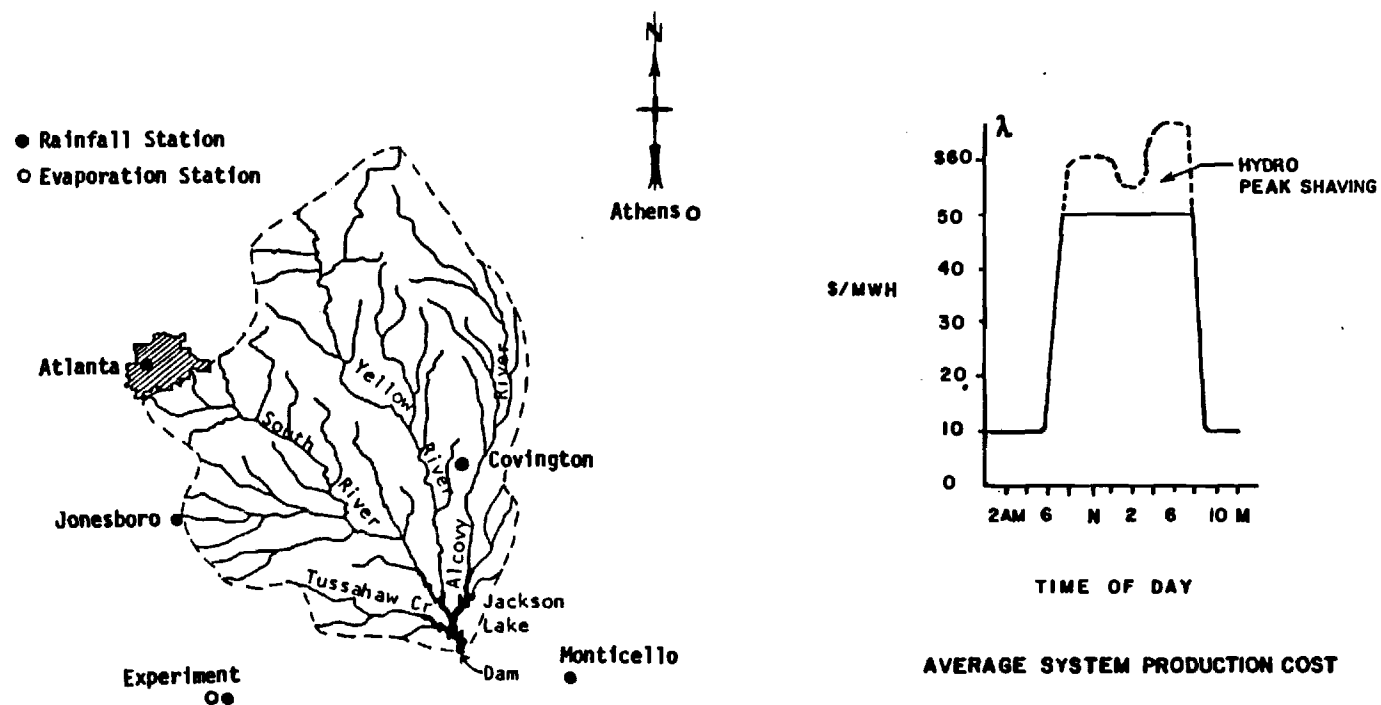 N
● Rainfall Station
○ Evaporation Station
Athens
Atlanta
Yellow
River
River
South
River
Covington
Jonesboro
Alcovy
Tussahaw Cr
Jackson
Lake
Dam
Monticello
Experiment
λ
$60
HYDRO
PEAK SHAVING
50
40
$/MWH
30
20
10
0
2AM 6 N 2 6 10 M
TIME OF DAY
AVERAGE SYSTEM PRODUCTION COST